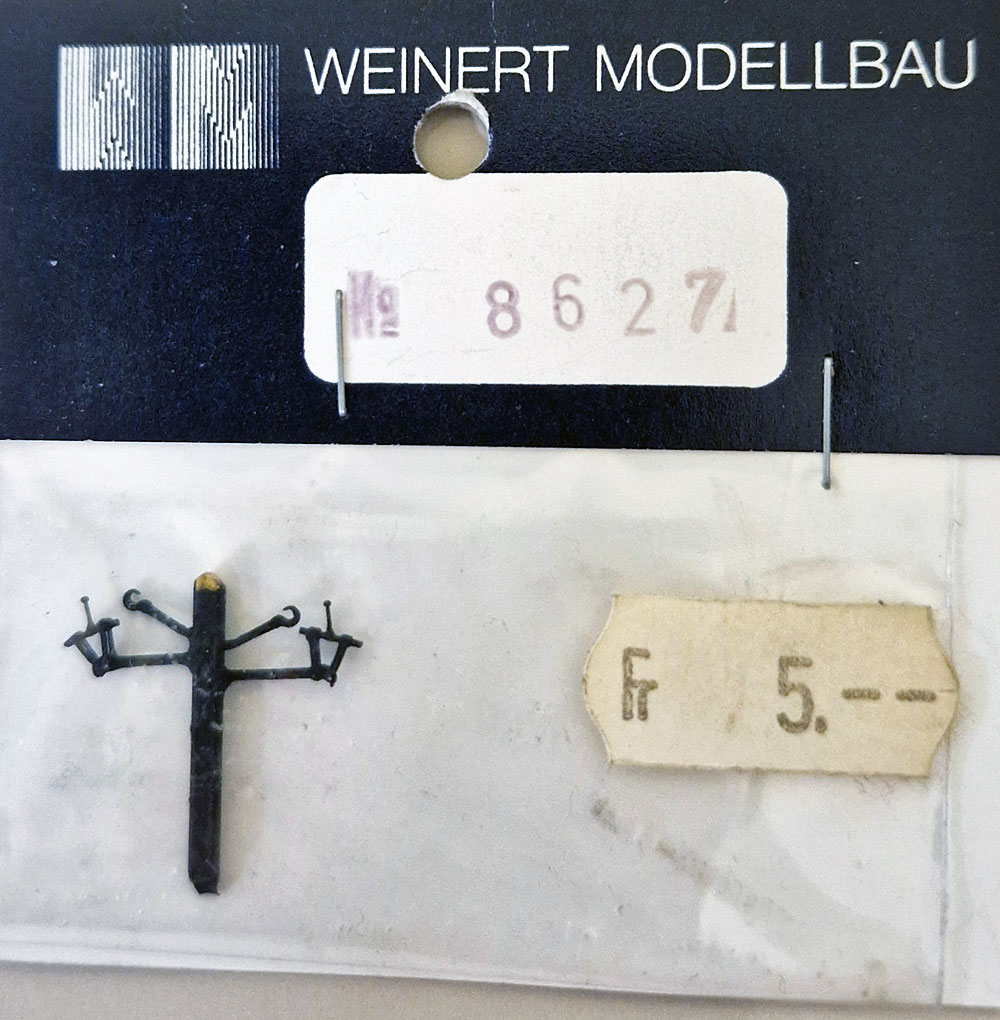 WEINERT MODELLBAU
No 8627
Fr 5.--